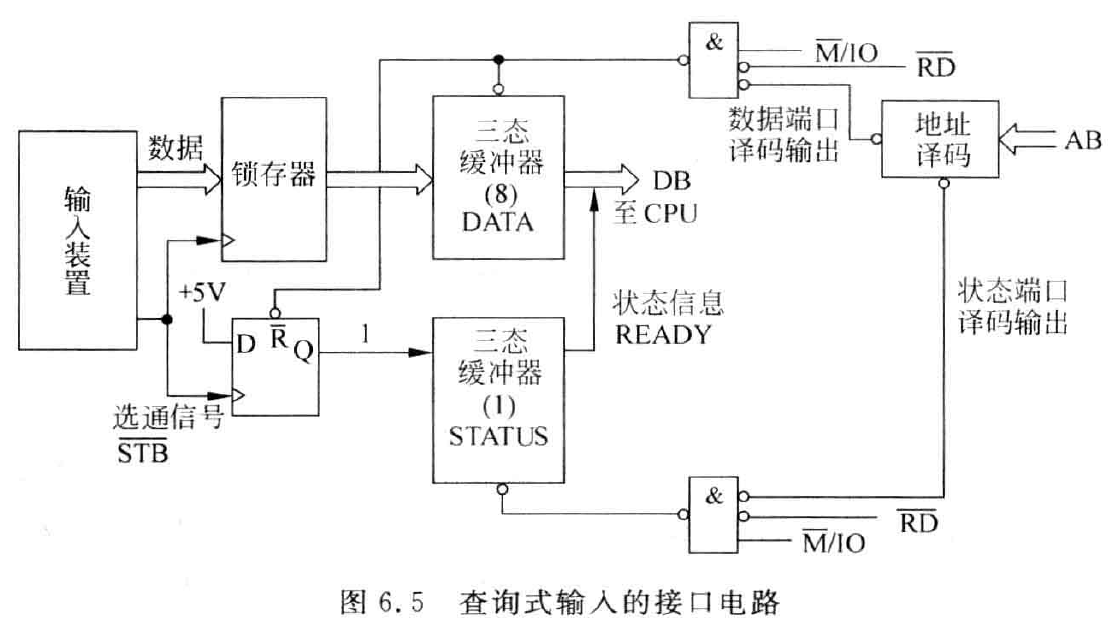 &
M̅/IO
R̅D̅
数据端口
译码输出
地址
译码
AB
输入装置
数据
锁存器
三态
缓冲器
(8)
DATA
DB
至CPU
+5V
D
R̅
Q
1
选通信号
S̅T̅B̅
三态
缓冲器
(1)
STATUS
状态信息
READY
状态端口
译码输出
&
R̅D̅
M̅/IO
图 6.5 查询式输入的接口电路